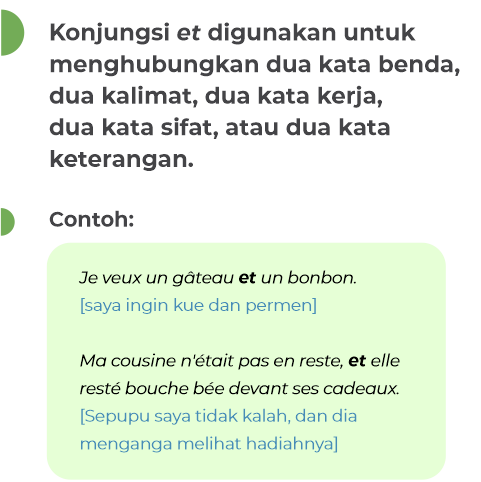 Konjungsi et digunakan untuk
menghubungkan dua kata benda,
dua kalimat, dua kata kerja,
dua kata sifat, atau dua kata
keterangan.
Contoh:
Je veux un gâteau et un bonbon.
[saya ingin kue dan permen]
Ma cousine n'était pas en reste, et elle
resté bouche bée devant ses cadeaux.
[Sepupu saya tidak kalah, dan dia
menganga melihat hadiahnya]